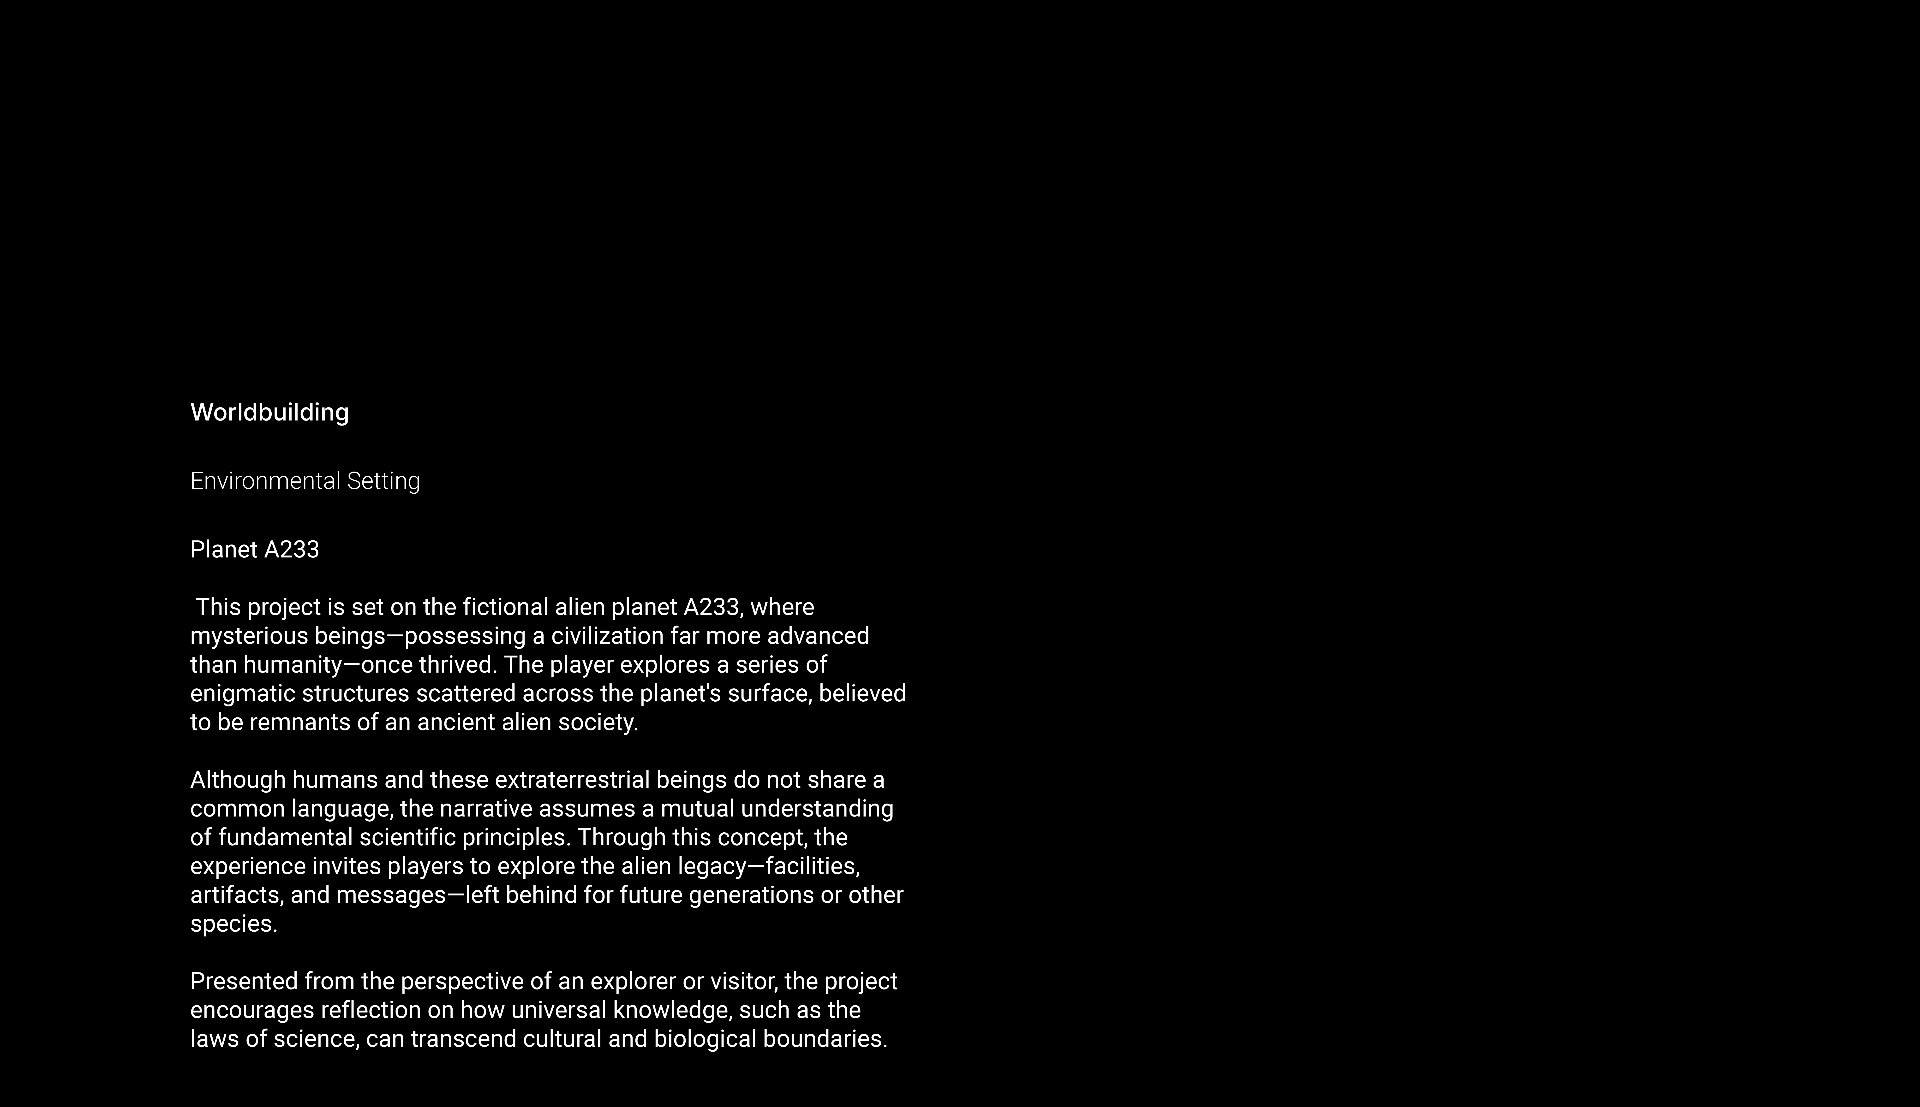 Worldbuilding
Environmental Setting
Planet A233
This project is set on the fictional alien planet A233, where
mysterious beings—possessing a civilization far more advanced
than humanity—once thrived. The player explores a series of
enigmatic structures scattered across the planet's surface, believed
to be remnants of an ancient alien society.
Although humans and these extraterrestrial beings do not share a
common language, the narrative assumes a mutual understanding
of fundamental scientific principles. Through this concept, the
experience invites players to explore the alien legacy—facilities,
artifacts, and messages—left behind for future generations or other
species.
Presented from the perspective of an explorer or visitor, the project
encourages reflection on how universal knowledge, such as the
laws of science, can transcend cultural and biological boundaries.